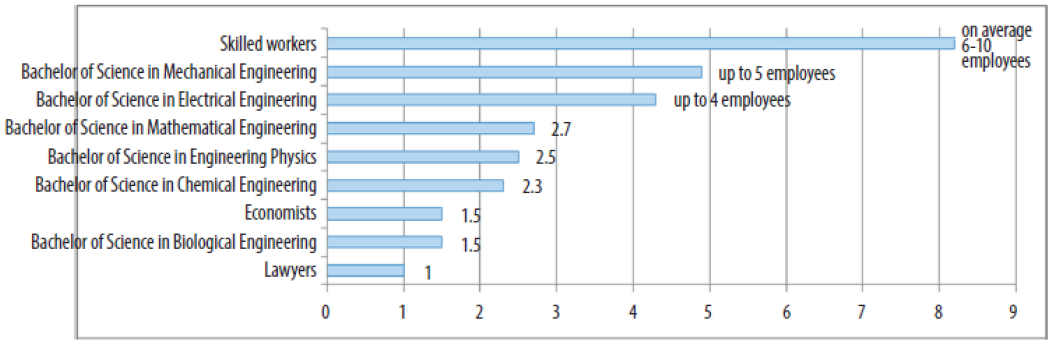 Skilled workers
on average
6-10
employees
Bachelor of Science in Mechanical Engineering
up to 5 employees
Bachelor of Science in Electrical Engineering
up to 4 employees
Bachelor of Science in Mathematical Engineering
2.7
Bachelor of Science in Engineering Physics
2.5
Bachelor of Science in Chemical Engineering
2.3
Economists
1.5
Bachelor of Science in Biological Engineering
1.5
Lawyers
1
0 1 2 3 4 5 6 7 8 9